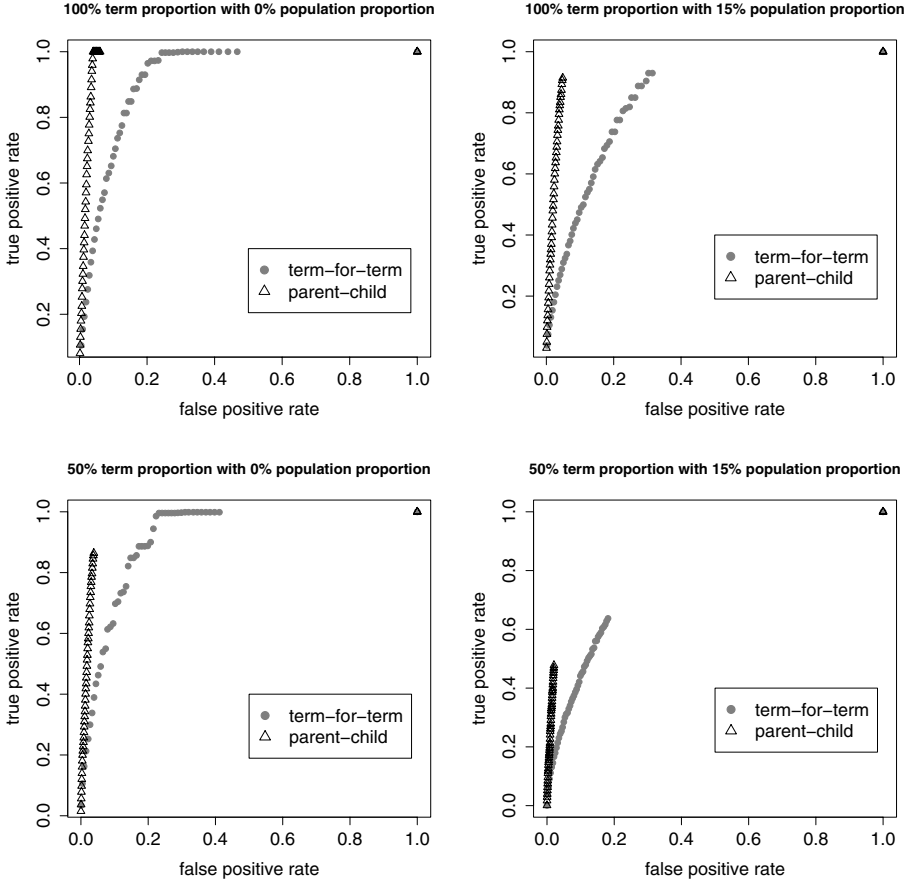 100% term proportion with 0% population proportion
true positive rate
1.0
0.8
0.6
0.4
0.2
term−for−term
parent−child
0.0 0.2 0.4 0.6 0.8 1.0
false positive rate
100% term proportion with 15% population proportion
true positive rate
1.0
0.8
0.6
0.4
0.2
term−for−term
parent−child
0.0 0.2 0.4 0.6 0.8 1.0
false positive rate
50% term proportion with 0% population proportion
true positive rate
1.0
0.8
0.6
0.4
0.2
0.0
term−for−term
parent−child
0.0 0.2 0.4 0.6 0.8 1.0
false positive rate
50% term proportion with 15% population proportion
true positive rate
1.0
0.8
0.6
0.4
0.2
0.0
term−for−term
parent−child
0.0 0.2 0.4 0.6 0.8 1.0
false positive rate